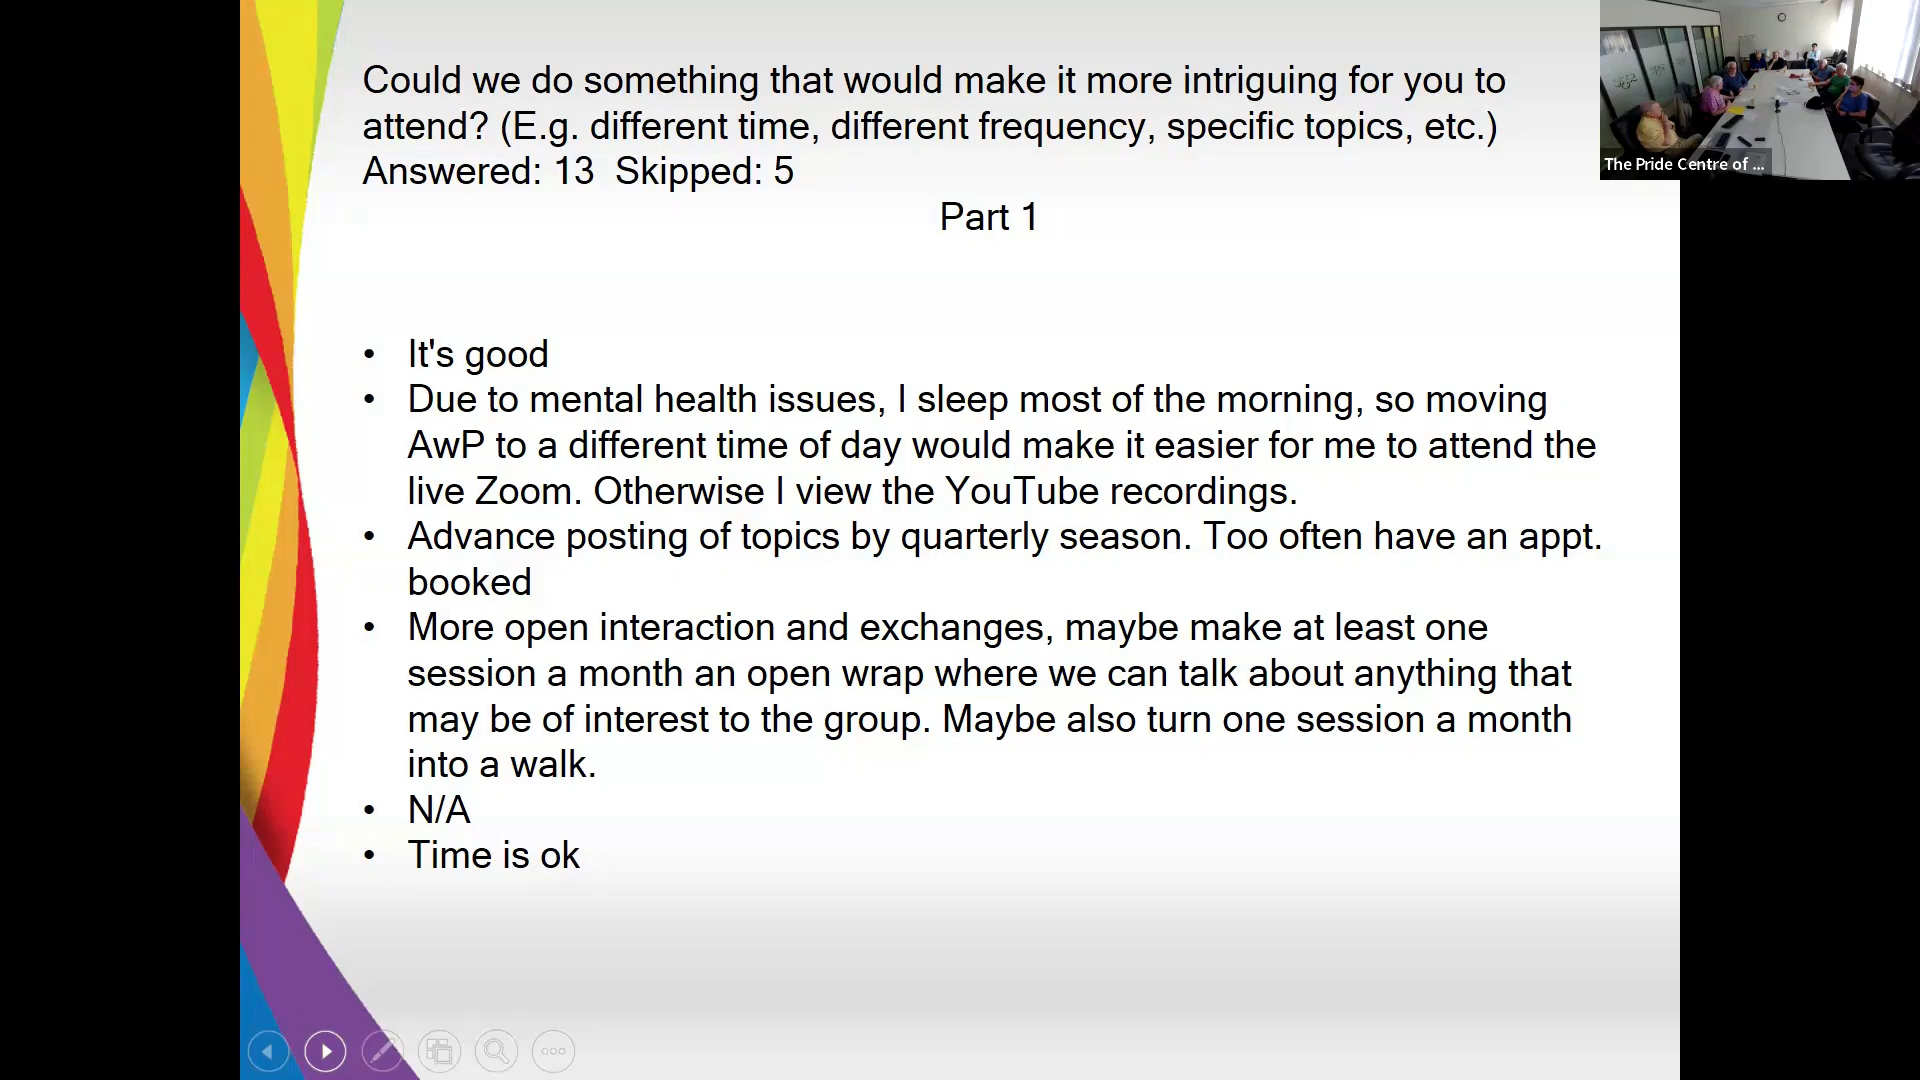 Could we do something that would make it more intriguing for you to
attend? (E.g. different time, different frequency, specific topics, etc.)
Answered: 13  Skipped: 5
Part 1
The Pride Centre of ...
• It's good
• Due to mental health issues, I sleep most of the morning, so moving
AwP to a different time of day would make it easier for me to attend the
live Zoom. Otherwise I view the YouTube recordings.
• Advance posting of topics by quarterly season. Too often have an appt.
booked
• More open interaction and exchanges, maybe make at least one
session a month an open wrap where we can talk about anything that
may be of interest to the group. Maybe also turn one session a month
into a walk.
• N/A
• Time is ok